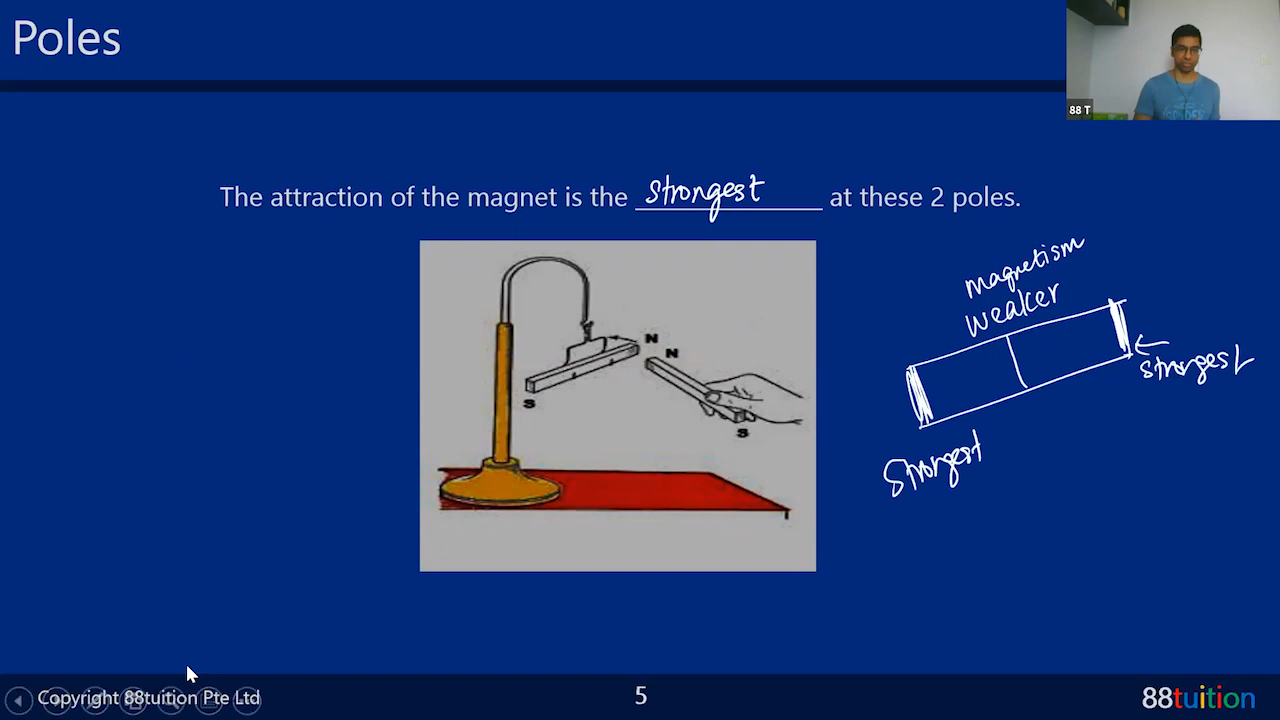 Poles
88 T
The attraction of the magnet is the strongest at these 2 poles.
magnetism
weaker
N
N
S
S
strongest
Strongest
Copyright 88tuition Pte Ltd
5
88tuition